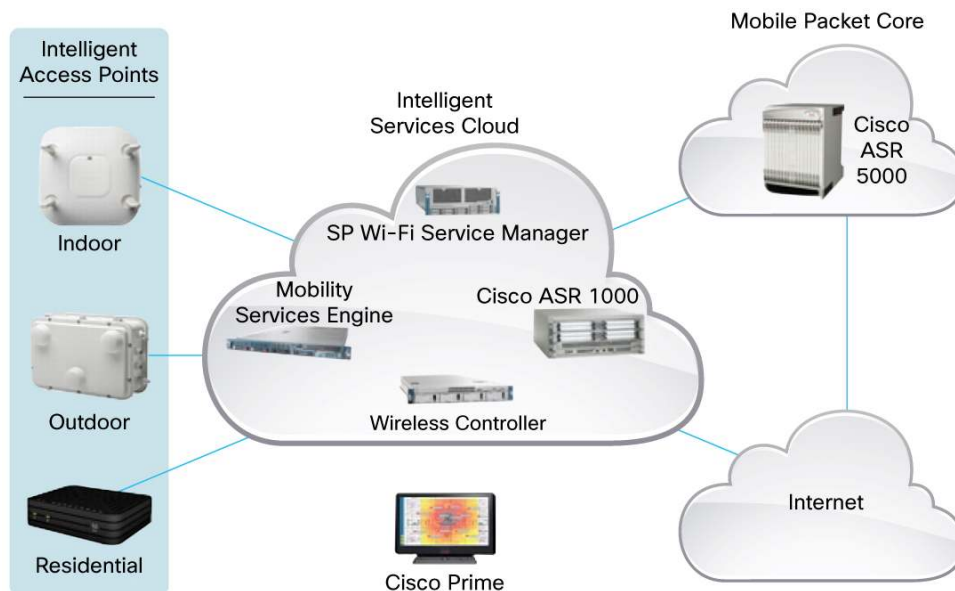 Intelligent
Access Points
Indoor
Outdoor
Residential
Intelligent
Services Cloud
SP Wi-Fi Service Manager
Mobility
Services Engine
Cisco ASR 1000
Wireless Controller
Cisco Prime
Mobile Packet Core
Cisco
ASR
5000
Internet